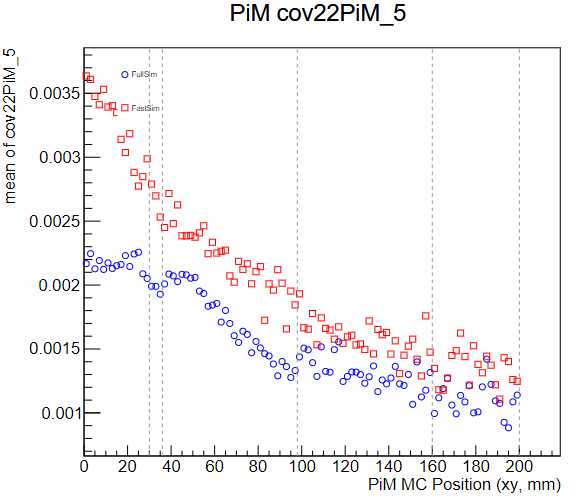 PiM cov22PiM_5
mean of cov22PiM_5
FullSim
FastSim
0.0035
0.003
0.0025
0.002
0.0015
0.001
0 20 40 60 80 100 120 140 160 180 200
PiM MC Position (xy, mm)